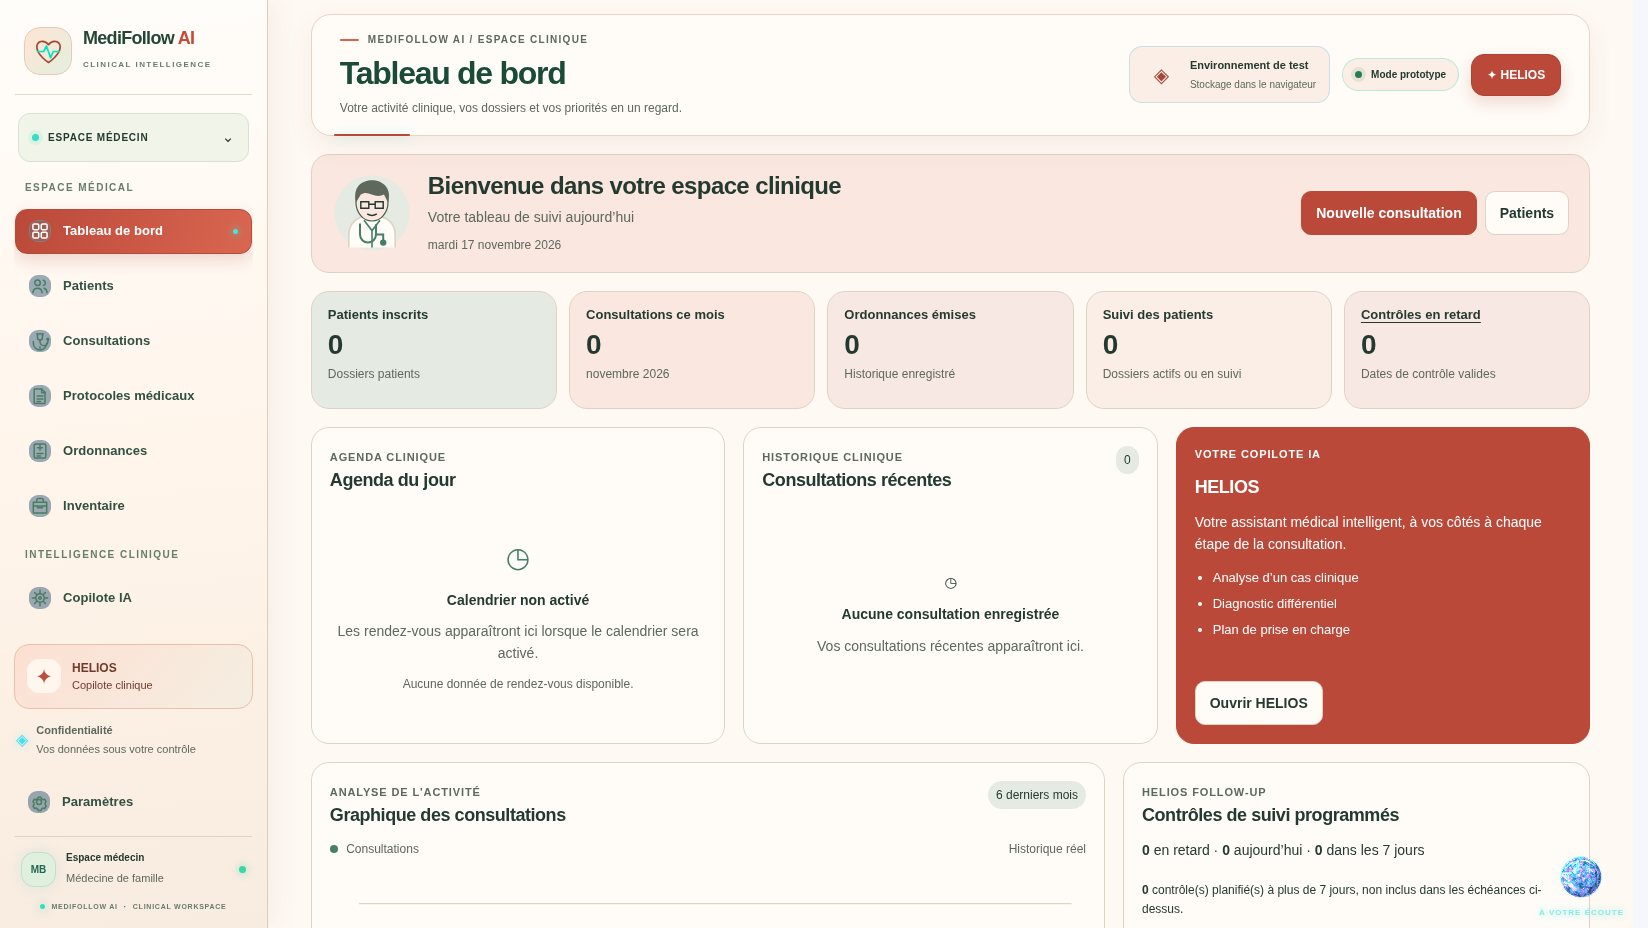 MediFollow AI
CLINICAL INTELLIGENCE
ESPACE MÉDECIN
ESPACE MÉDICAL
Tableau de bord
Patients
Consultations
Protocoles médicaux
Ordonnances
Inventaire
INTELLIGENCE CLINIQUE
Copilote IA
HELIOS
Copilote clinique
Confidentialité
Vos données sous votre contrôle
Paramètres
MB
Espace médecin
Médecine de famille
MEDIFOLLOW AI · CLINICAL WORKSPACE
MEDIFOLLOW AI / ESPACE CLINIQUE
Tableau de bord
Votre activité clinique, vos dossiers et vos priorités en un regard.
Environnement de test
Stockage dans le navigateur
Mode prototype
✦ HELIOS
Bienvenue dans votre espace clinique
Votre tableau de suivi aujourd’hui
mardi 17 novembre 2026
Nouvelle consultation
Patients
Patients inscrits
0
Dossiers patients
Consultations ce mois
0
novembre 2026
Ordonnances émises
0
Historique enregistré
Suivi des patients
0
Dossiers actifs ou en suivi
Contrôles en retard
0
Dates de contrôle valides
AGENDA CLINIQUE
Agenda du jour
Calendrier non activé
Les rendez-vous apparaîtront ici lorsque le calendrier sera
activé.
Aucune donnée de rendez-vous disponible.
HISTORIQUE CLINIQUE
Consultations récentes
0
Aucune consultation enregistrée
Vos consultations récentes apparaîtront ici.
VOTRE COPILOTE IA
HELIOS
Votre assistant médical intelligent, à vos côtés à chaque
étape de la consultation.
• Analyse d’un cas clinique
• Diagnostic différentiel
• Plan de prise en charge
Ouvrir HELIOS
ANALYSE DE L'ACTIVITÉ
Graphique des consultations
6 derniers mois
Consultations
Historique réel
HELIOS FOLLOW-UP
Contrôles de suivi programmés
0 en retard · 0 aujourd’hui · 0 dans les 7 jours
0 contrôle(s) planifié(s) à plus de 7 jours, non inclus dans les échéances ci-
dessus.
À VOTRE ÉCOUTE